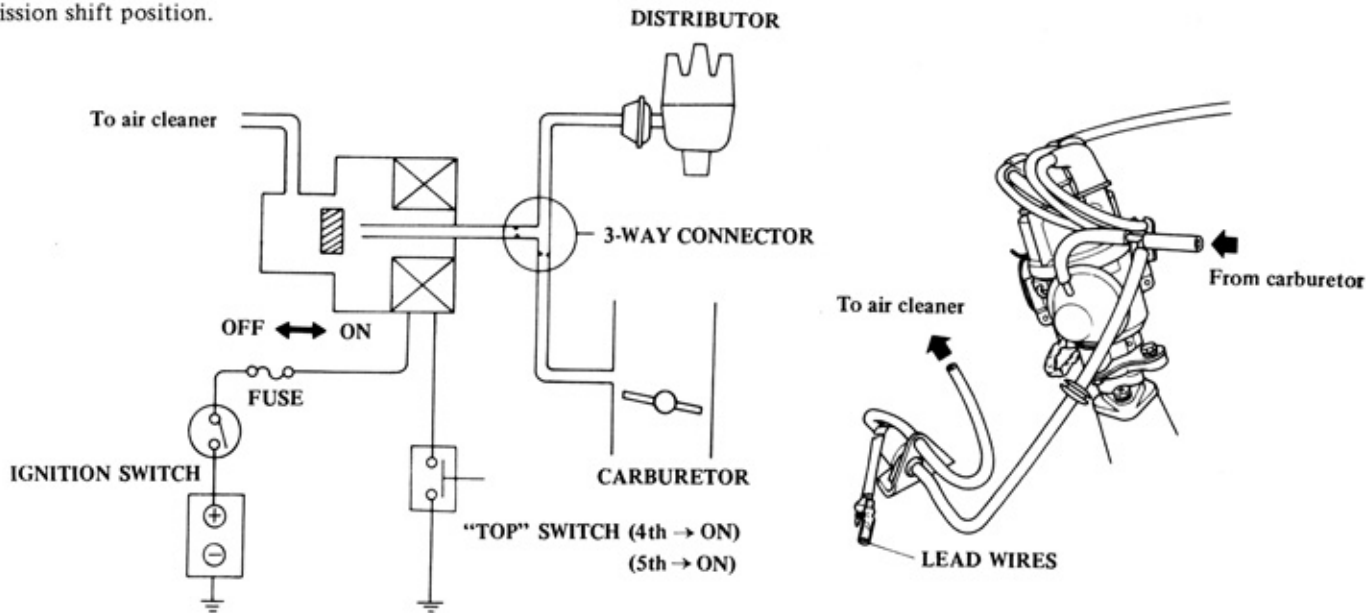 ission shift position.
DISTRIBUTOR
To air cleaner
3-WAY CONNECTOR
From carburetor
To air cleaner
OFF ON
FUSE
IGNITION SWITCH
CARBURETOR
“TOP” SWITCH (4th → ON)
(5th → ON)
LEAD WIRES
+
−